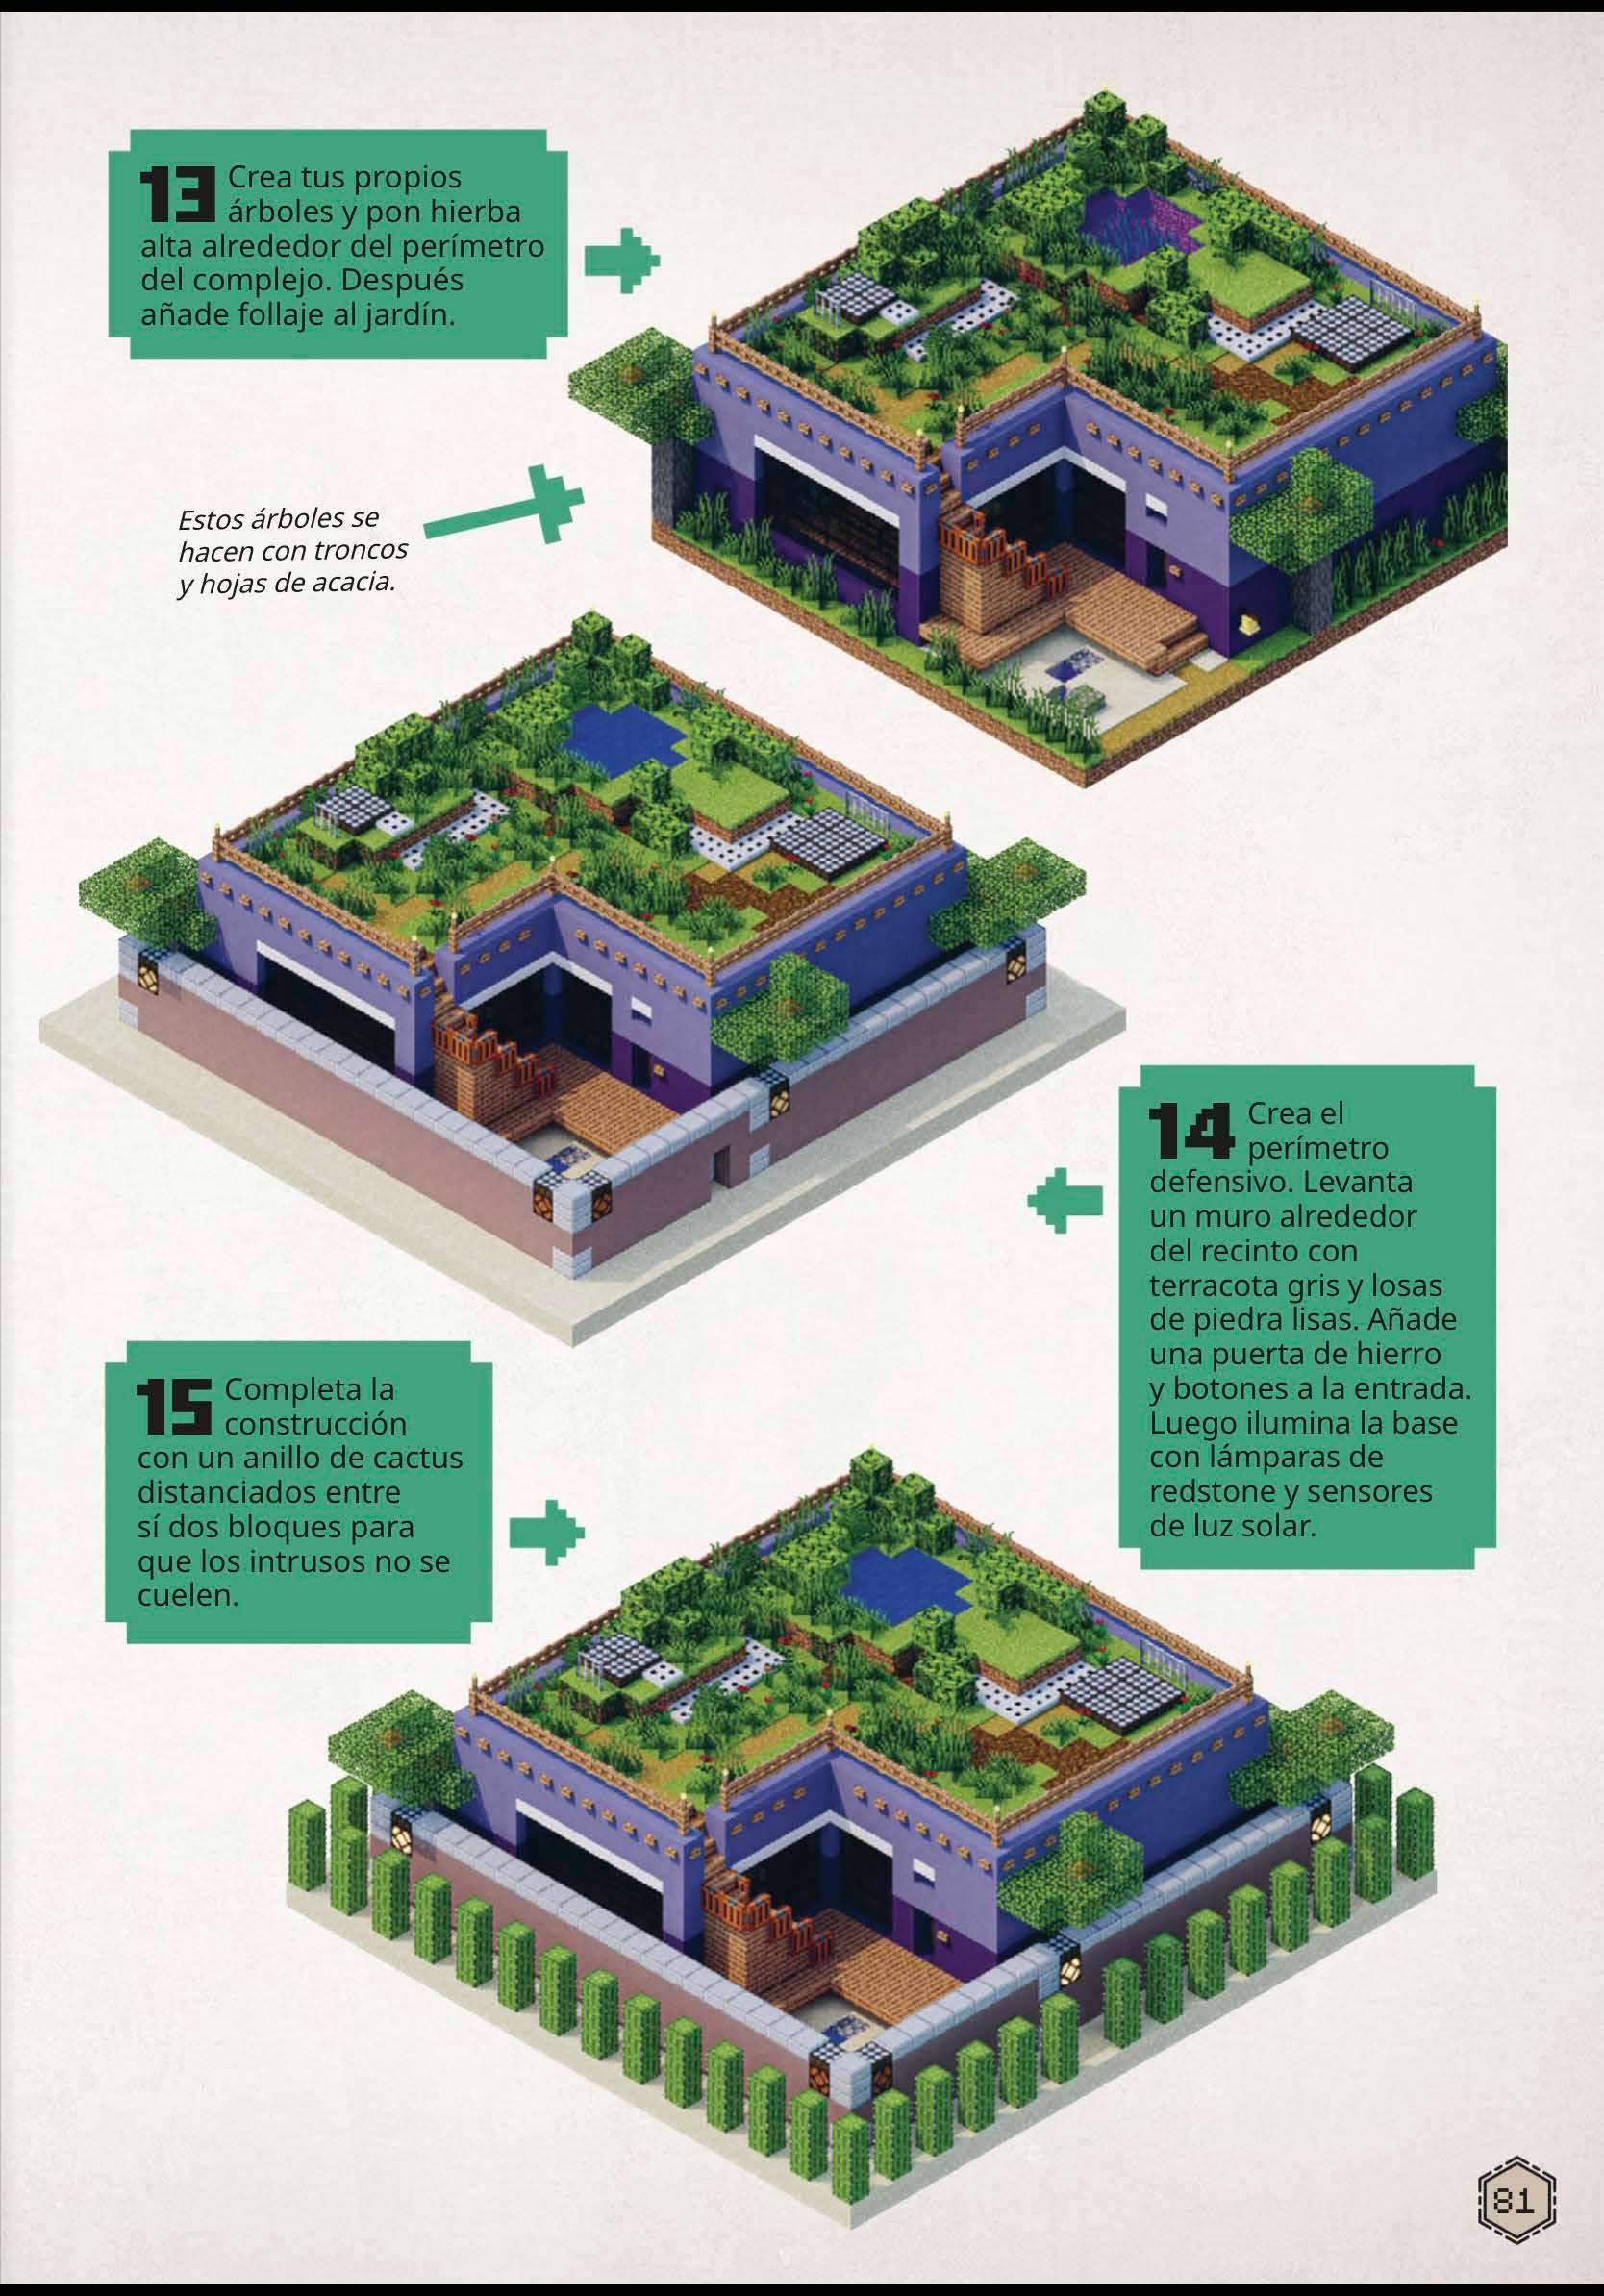 13 Crea tus propios
árboles y pon hierba
alta alrededor del perímetro
del complejo. Después
añade follaje al jardín.
Estos árboles se
hacen con troncos
y hojas de acacia.
14 Crea el
perímetro
defensivo. Levanta
un muro alrededor
del recinto con
terracota gris y losas
de piedra lisas. Añade
una puerta de hierro
y botones a la entrada.
Luego ilumina la base
con lámparas de
redstone y sensores
de luz solar.
15 Completa la
construcción
con un anillo de cactus
distanciados entre
sí dos bloques para
que los intrusos no se
cuelen.
81